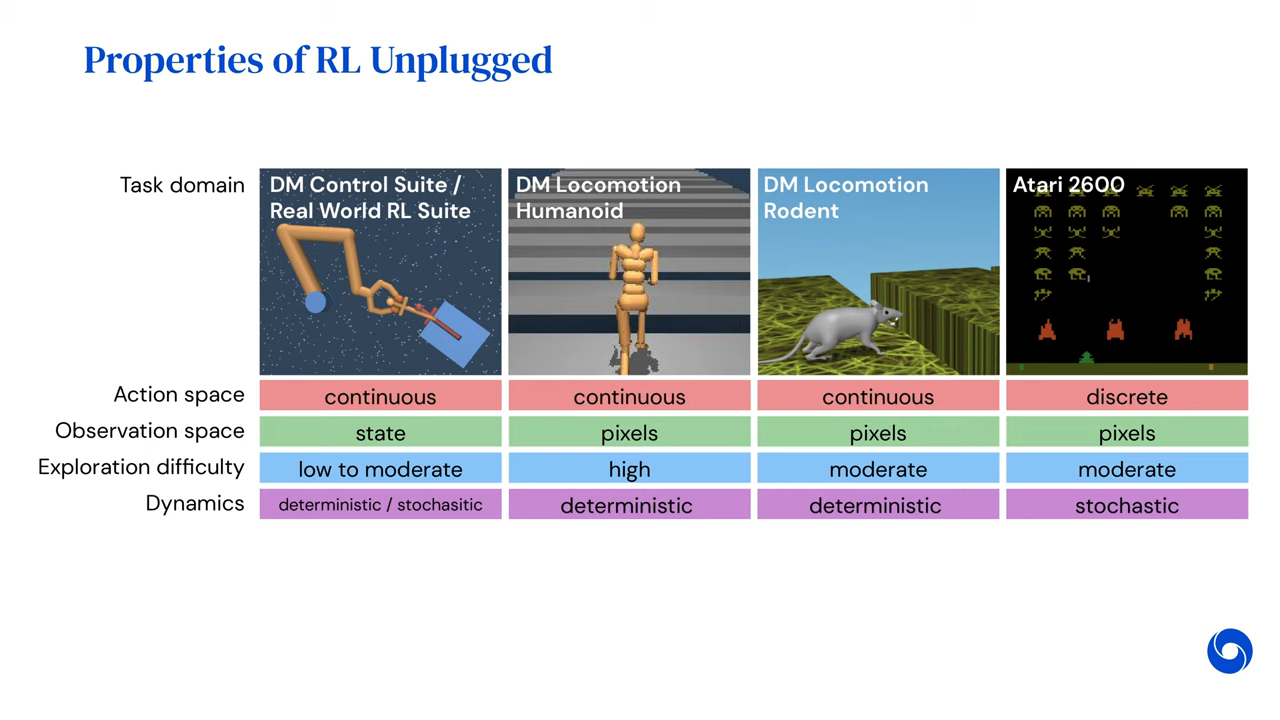 Properties of RL Unplugged
Task domain
DM Control Suite /
Real World RL Suite
DM Locomotion
Humanoid
DM Locomotion
Rodent
Atari 2600
Action space
continuous
continuous
continuous
discrete
Observation space
state
pixels
pixels
pixels
Exploration difficulty
low to moderate
high
moderate
moderate
Dynamics
deterministic / stochasitic
deterministic
deterministic
stochastic